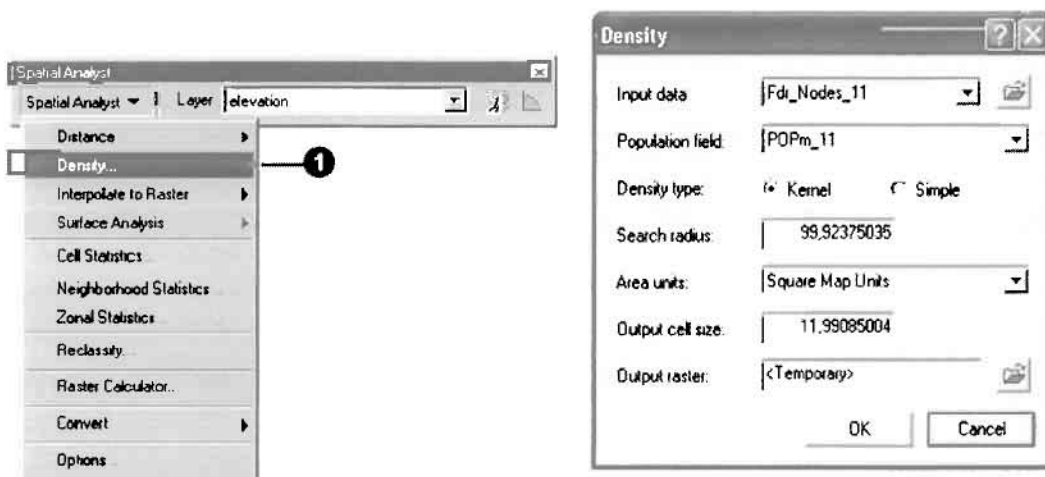 Spatial Analyst
Spatial Analyst Layer elevation
Distance
Density...
1
Interpolate to Raster
Surface Analysis
Cell Statistics
Neighborhood Statistics
Zonal Statistics
Reclassify...
Raster Calculator..
Convert
Options
Density
Input data Fdr_Nodes_11
Population field: POPm_11
Density type: Kernel Simple
Search radius: 99,92375035
Area units: Square Map Units
Output cell size: 11,99085004
Output raster: <Temporary>
OK Cancel